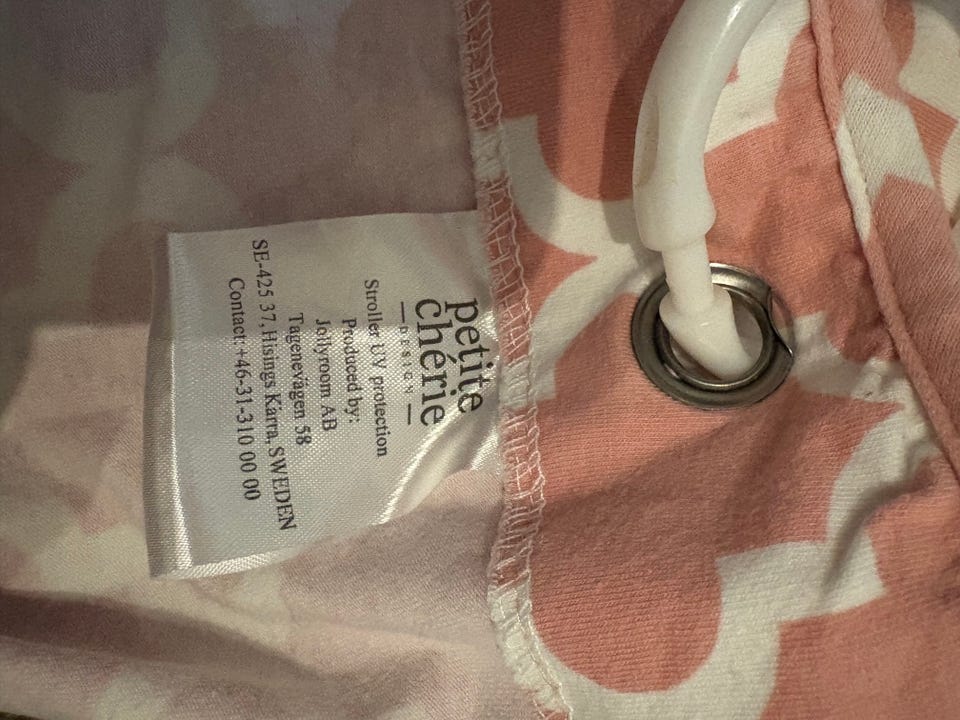 petite
chérie
—DESIGN—
Stroller UV protection
Produced by:
Jollyroom AB
Tagenevägen 58
SE-425 37, Hisings Kärra, SWEDEN
Contact: +46-31-310 00 00